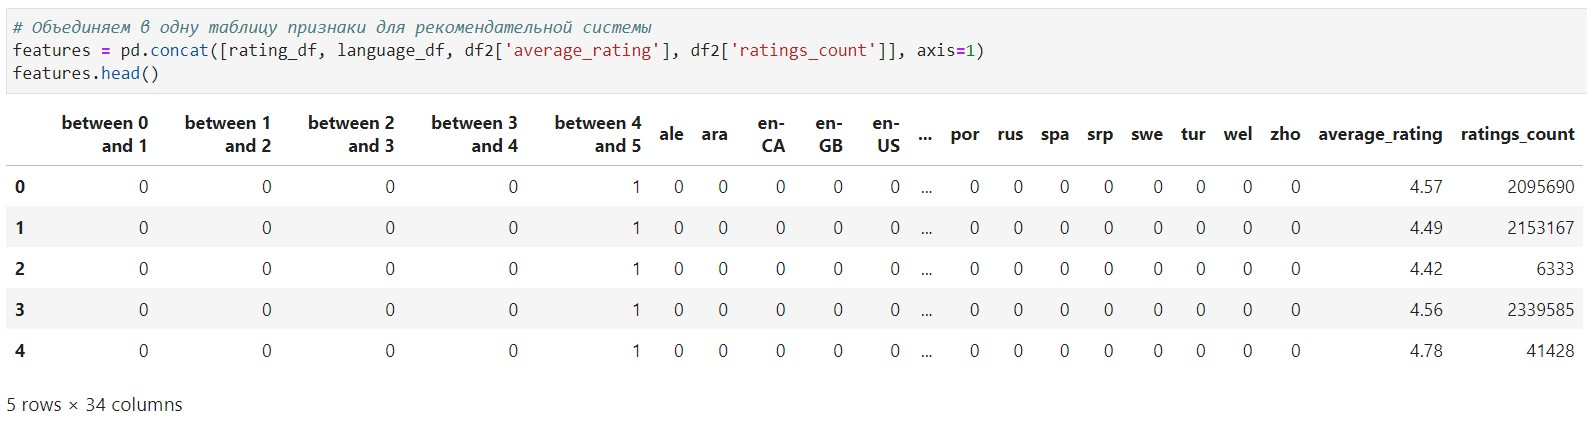 # Объединяем в одну таблицу признаки для рекомендательной системы
features = pd.concat([rating_df, language_df, df2['average_rating'], df2['ratings_count']], axis=1)
features.head()
between 0 and 1 between 1 and 2 between 2 and 3 between 3 and 4 between 4 and 5 ale ara en-CA en-GB en-US ... por rus spa srp swe tur wel zho average_rating ratings_count
0 0 0 0 0 1 0 0 0 0 0 ... 0 0 0 0 0 0 0 0 4.57 2095690
1 0 0 0 0 1 0 0 0 0 0 ... 0 0 0 0 0 0 0 0 4.49 2153167
2 0 0 0 0 1 0 0 0 0 0 ... 0 0 0 0 0 0 0 0 4.42 6333
3 0 0 0 0 1 0 0 0 0 0 ... 0 0 0 0 0 0 0 0 4.56 2339585
4 0 0 0 0 1 0 0 0 0 0 ... 0 0 0 0 0 0 0 0 4.78 41428
5 rows × 34 columns